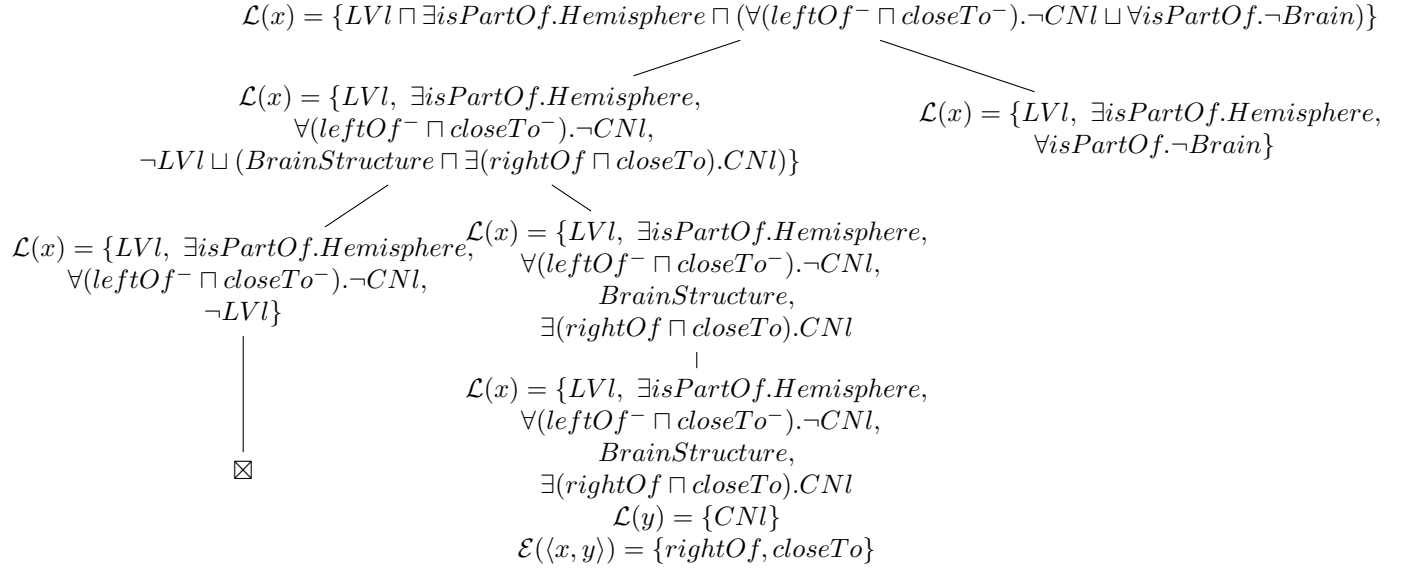 ℒ(x) = {LVl ⊓ ∃isPartOf.Hemisphere ⊓ (∀(leftOf⁻ ⊓ closeTo⁻).¬CNl ⊔ ∀isPartOf.¬Brain)}
ℒ(x) = {LVl, ∃isPartOf.Hemisphere,
∀(leftOf⁻ ⊓ closeTo⁻).¬CNl,
¬LVl ⊔ (BrainStructure ⊓ ∃(rightOf ⊓ closeTo).CNl)}
ℒ(x) = {LVl, ∃isPartOf.Hemisphere,
∀isPartOf.¬Brain}
ℒ(x) = {LVl, ∃isPartOf.Hemisphere,
∀(leftOf⁻ ⊓ closeTo⁻).¬CNl,
¬LVl}
⊠
ℒ(x) = {LVl, ∃isPartOf.Hemisphere,
∀(leftOf⁻ ⊓ closeTo⁻).¬CNl,
BrainStructure,
∃(rightOf ⊓ closeTo).CNl
ℒ(x) = {LVl, ∃isPartOf.Hemisphere,
∀(leftOf⁻ ⊓ closeTo⁻).¬CNl,
BrainStructure,
∃(rightOf ⊓ closeTo).CNl
ℒ(y) = {CNl}
ℰ(⟨x, y⟩) = {rightOf, closeTo}